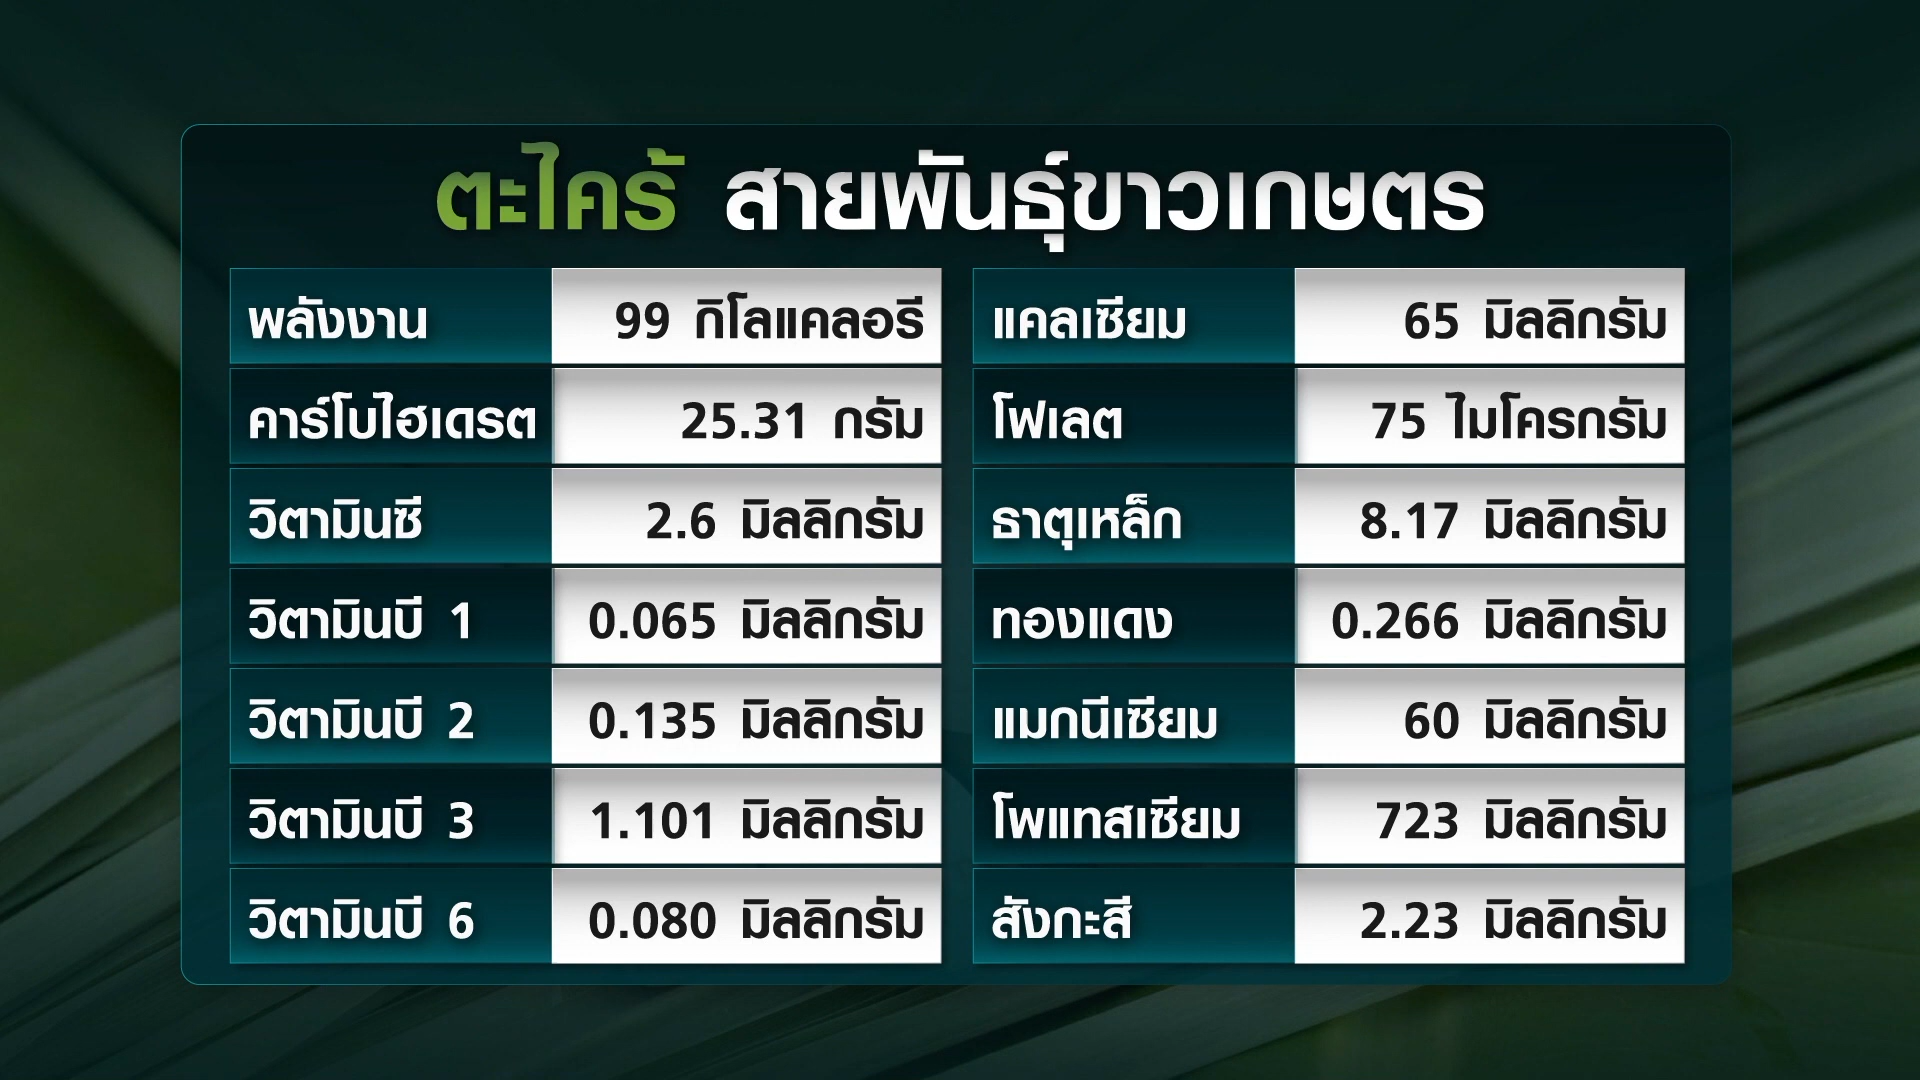 ตะไคร้ สายพันธุ์ขาวเกษตร
พลังงาน 99 กิโลแคลอรี
คาร์โบไฮเดรต 25.31 กรัม
วิตามินซี 2.6 มิลลิกรัม
วิตามินบี 1 0.065 มิลลิกรัม
วิตามินบี 2 0.135 มิลลิกรัม
วิตามินบี 3 1.101 มิลลิกรัม
วิตามินบี 6 0.080 มิลลิกรัม
แคลเซียม 65 มิลลิกรัม
โฟเลต 75 ไมโครกรัม
ธาตุเหล็ก 8.17 มิลลิกรัม
ทองแดง 0.266 มิลลิกรัม
แมกนีเซียม 60 มิลลิกรัม
โพแทสเซียม 723 มิลลิกรัม
สังกะสี 2.23 มิลลิกรัม